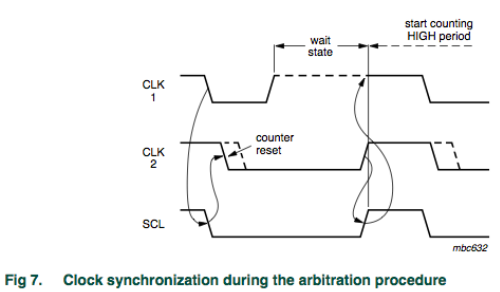 start counting
HIGH period
wait
state
CLK
1
counter
reset
CLK
2
SCL
mbc632
Fig 7. Clock synchronization during the arbitration procedure